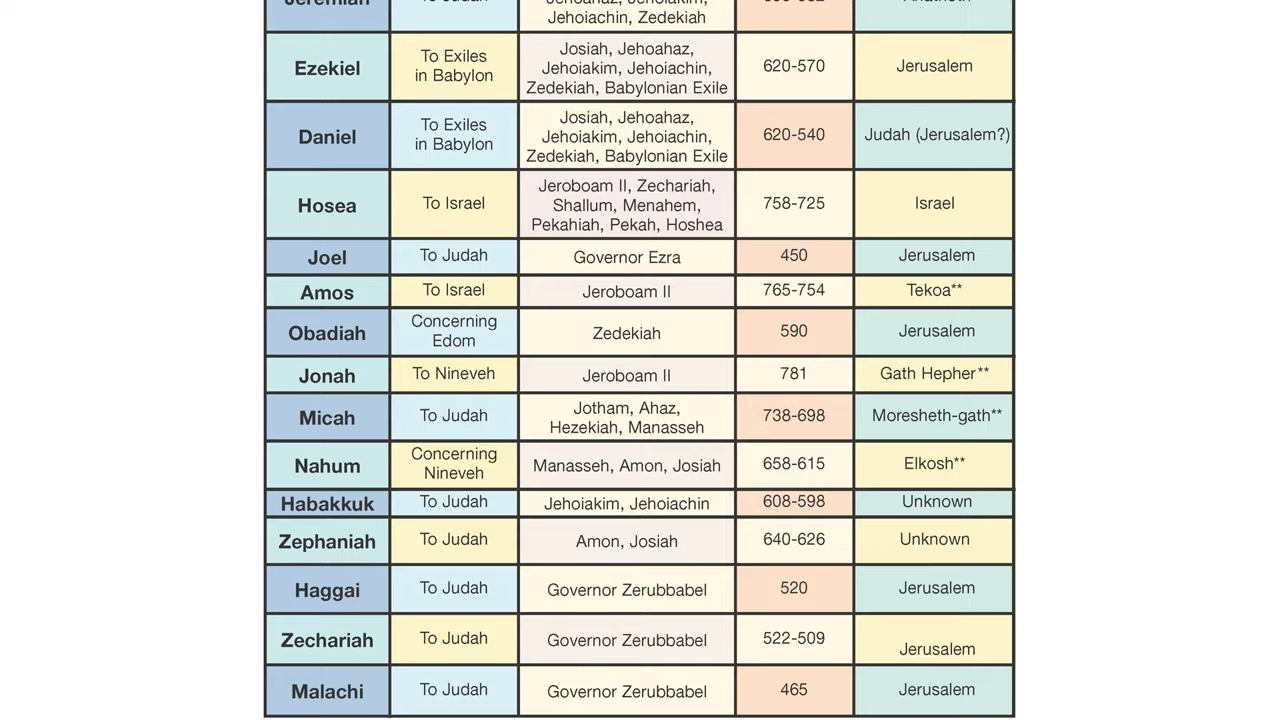 Jeremiah
To Judah
Jehoahaz, Jehoiakim,
Jehoiachin, Zedekiah
Anathoth
Ezekiel
To Exiles
in Babylon
Josiah, Jehoahaz,
Jehoiakim, Jehoiachin,
Zedekiah, Babylonian Exile
620-570
Jerusalem
Daniel
To Exiles
in Babylon
Josiah, Jehoahaz,
Jehoiakim, Jehoiachin,
Zedekiah, Babylonian Exile
620-540
Judah (Jerusalem?)
Hosea
To Israel
Jeroboam II, Zechariah,
Shallum, Menahem,
Pekahiah, Pekah, Hoshea
758-725
Israel
Joel
To Judah
Governor Ezra
450
Jerusalem
Amos
To Israel
Jeroboam II
765-754
Tekoa**
Obadiah
Concerning
Edom
Zedekiah
590
Jerusalem
Jonah
To Nineveh
Jeroboam II
781
Gath Hepher**
Micah
To Judah
Jotham, Ahaz,
Hezekiah, Manasseh
738-698
Moresheth-gath**
Nahum
Concerning
Nineveh
Manasseh, Amon, Josiah
658-615
Elkosh**
Habakkuk
To Judah
Jehoiakim, Jehoiachin
608-598
Unknown
Zephaniah
To Judah
Amon, Josiah
640-626
Unknown
Haggai
To Judah
Governor Zerubbabel
520
Jerusalem
Zechariah
To Judah
Governor Zerubbabel
522-509
Jerusalem
Malachi
To Judah
Governor Zerubbabel
465
Jerusalem